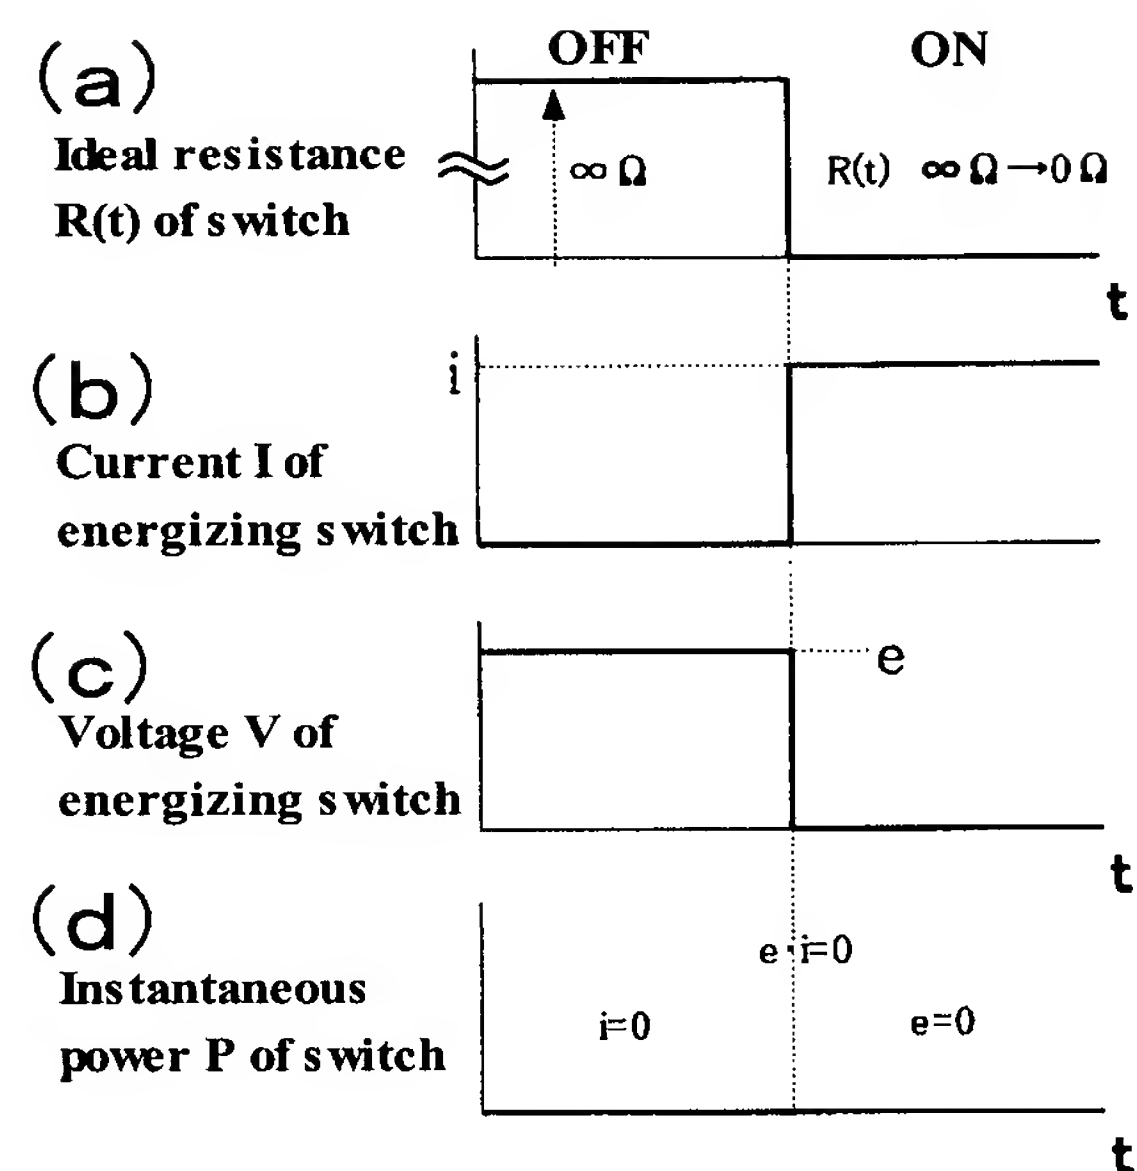 OFF
ON
(a)
Ideal resistance
R(t) of switch
∞ Ω
R(t) ∞ Ω→0 Ω
t
(b)
i
Current I of
energizing switch
(c)
e
Voltage V of
energizing switch
t
(d)
e·i=0
Instantaneous
power P of switch
i=0
e=0
t